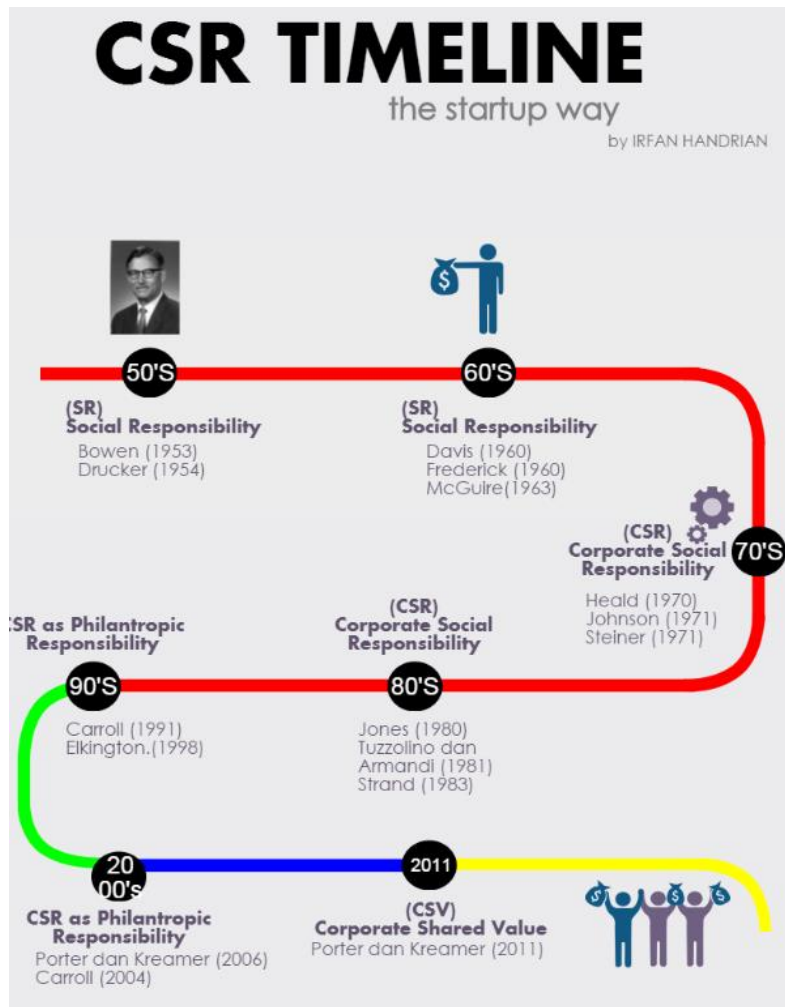 CSR TIMELINE
the startup way
by IRFAN HANDRIAN
$
50'S
60'S
(SR)
Social Responsibility
Bowen (1953)
Drucker (1954)
(SR)
Social Responsibility
Davis (1960)
Frederick (1960)
McGuire(1963)
(CSR)
Corporate Social
Responsibility
70'S
Heald (1970)
Johnson (1971)
Steiner (1971)
(CSR)
Corporate Social
Responsibility
80'S
Jones (1980)
Tuzzolino dan
Armandi (1981)
Strand (1983)
CSR as Philantropic
Responsibility
90'S
Carroll (1991)
Elkington.(1998)
20
00's
CSR as Philantropic
Responsibility
Porter dan Kreamer (2006)
Carroll (2004)
2011
(CSV)
Corporate Shared Value
Porter dan Kreamer (2011)
$ $ $